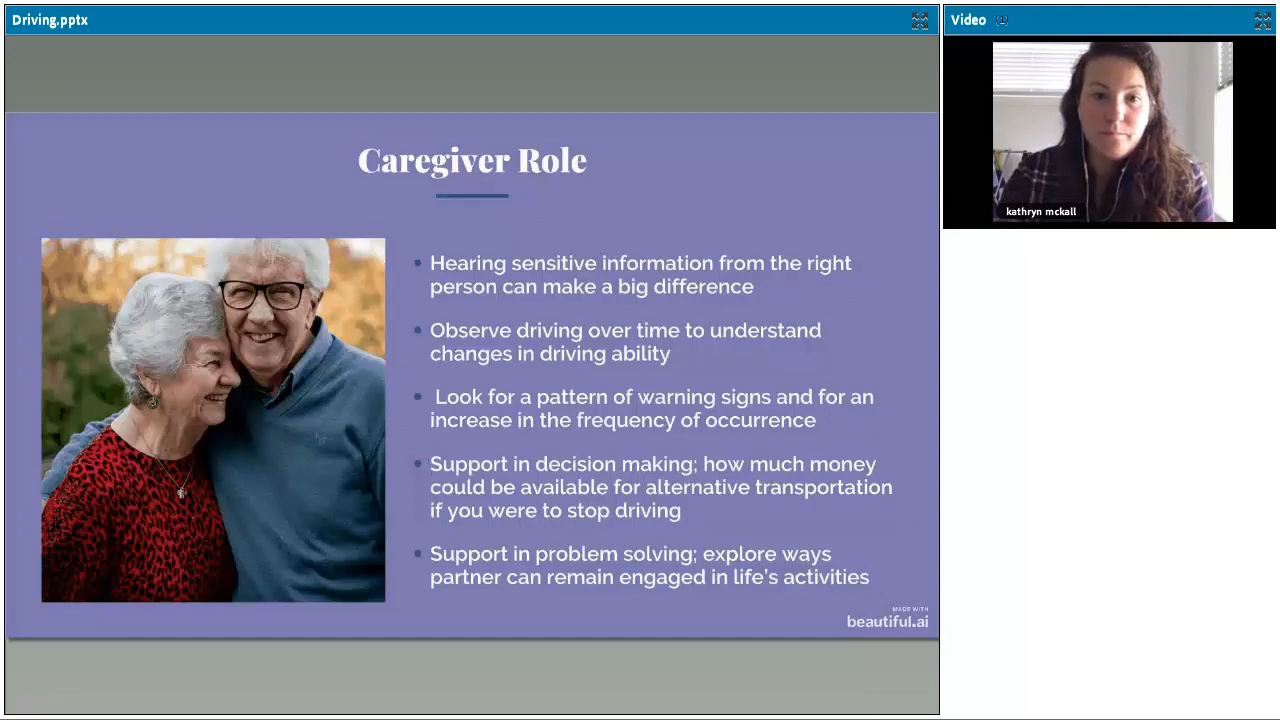 Driving.pptx
Video (1)
kathryn mckall
Caregiver Role
• Hearing sensitive information from the right
person can make a big difference
• Observe driving over time to understand
changes in driving ability
• Look for a pattern of warning signs and for an
increase in the frequency of occurrence
• Support in decision making; how much money
could be available for alternative transportation
if you were to stop driving
• Support in problem solving; explore ways
partner can remain engaged in life's activities
MADE WITH
beautiful.ai